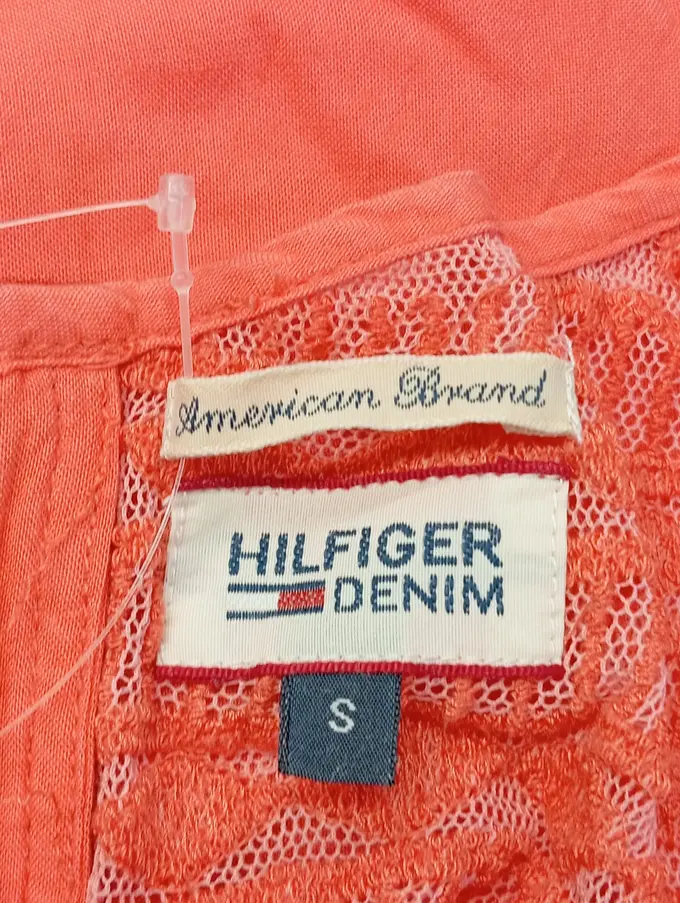 American Brand
HILFIGER
DENIM
S